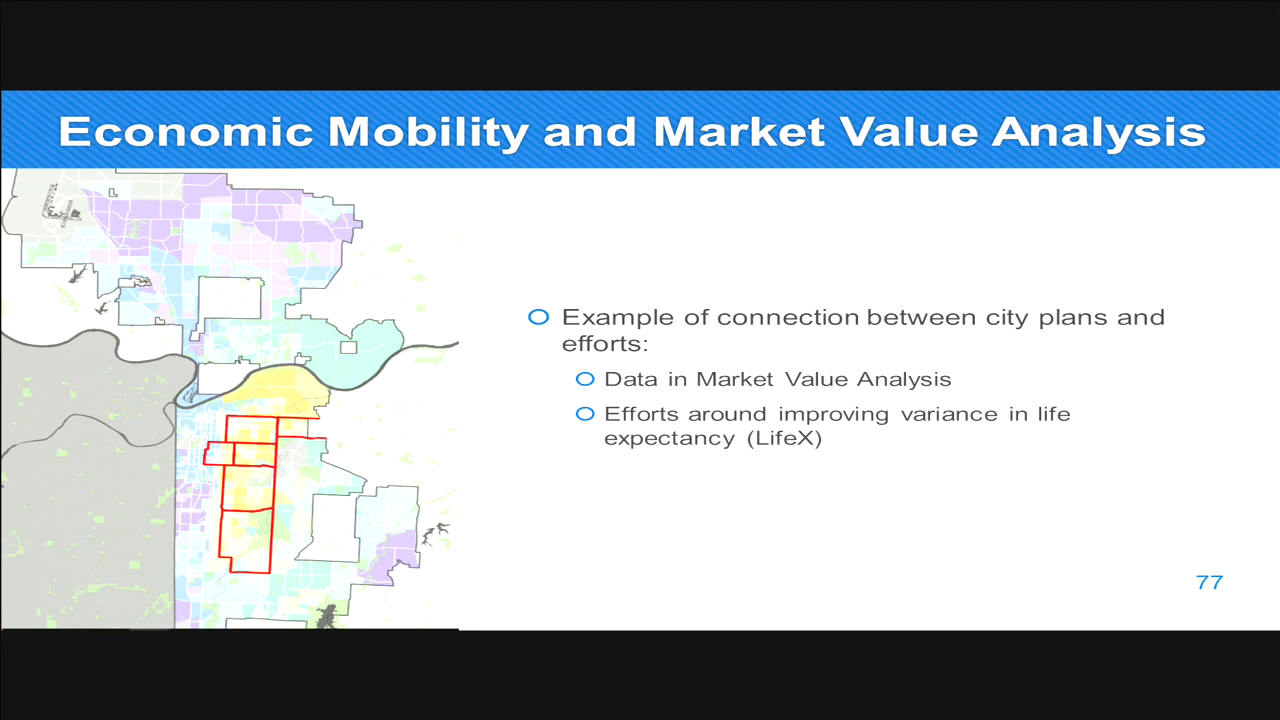 Economic Mobility and Market Value Analysis
Example of connection between city plans and
efforts:
Data in Market Value Analysis
Efforts around improving variance in life
expectancy (LifeX)
77